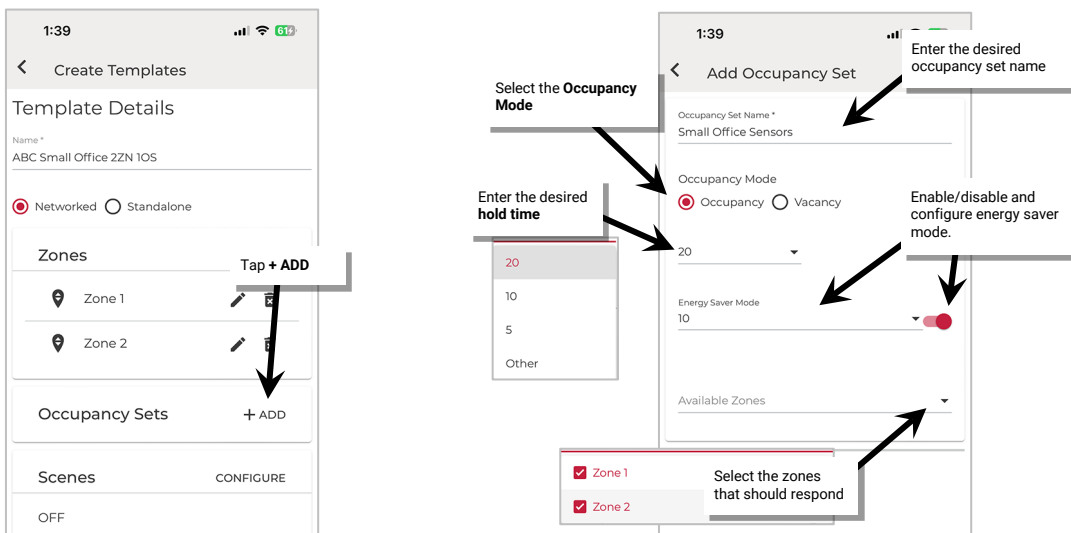 1:39
61
Create Templates
Template Details
Name *
ABC Small Office 2ZN 1OS
Networked
Standalone
Zones
Tap + ADD
Zone 1
Zone 2
Occupancy Sets
+ ADD
Scenes
CONFIGURE
OFF
1:39
Add Occupancy Set
Enter the desired
occupancy set name
Select the Occupancy
Mode
Occupancy Set Name *
Small Office Sensors
Occupancy Mode
Occupancy
Vacancy
Enter the desired
hold time
20
10
5
Other
20
Enable/disable and
configure energy saver
mode.
Energy Saver Mode
10
Available Zones
Zone 1
Zone 2
Select the zones
that should respond